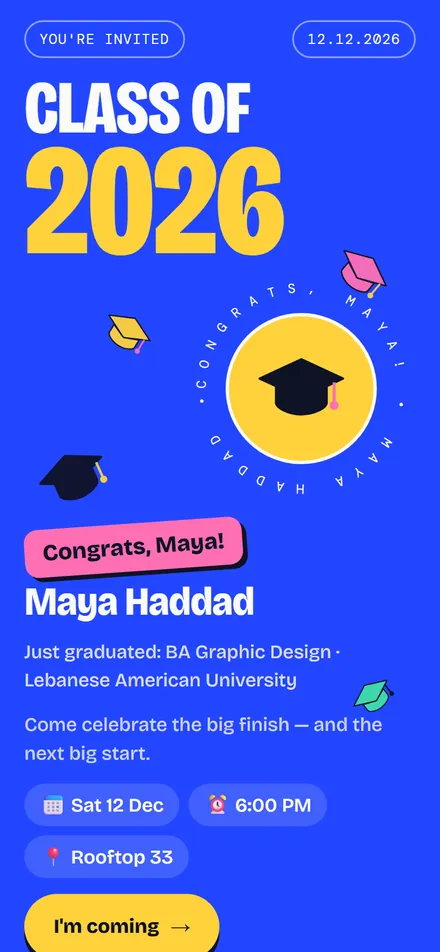 YOU'RE INVITED
12.12.2026
CLASS OF
2026
CONGRATS, MAYA! • MAYA HADDAD •
Congrats, Maya!
Maya Haddad
Just graduated: BA Graphic Design ·
Lebanese American University
Come celebrate the big finish — and the
next big start.
Sat 12 Dec
6:00 PM
Rooftop 33
I'm coming →